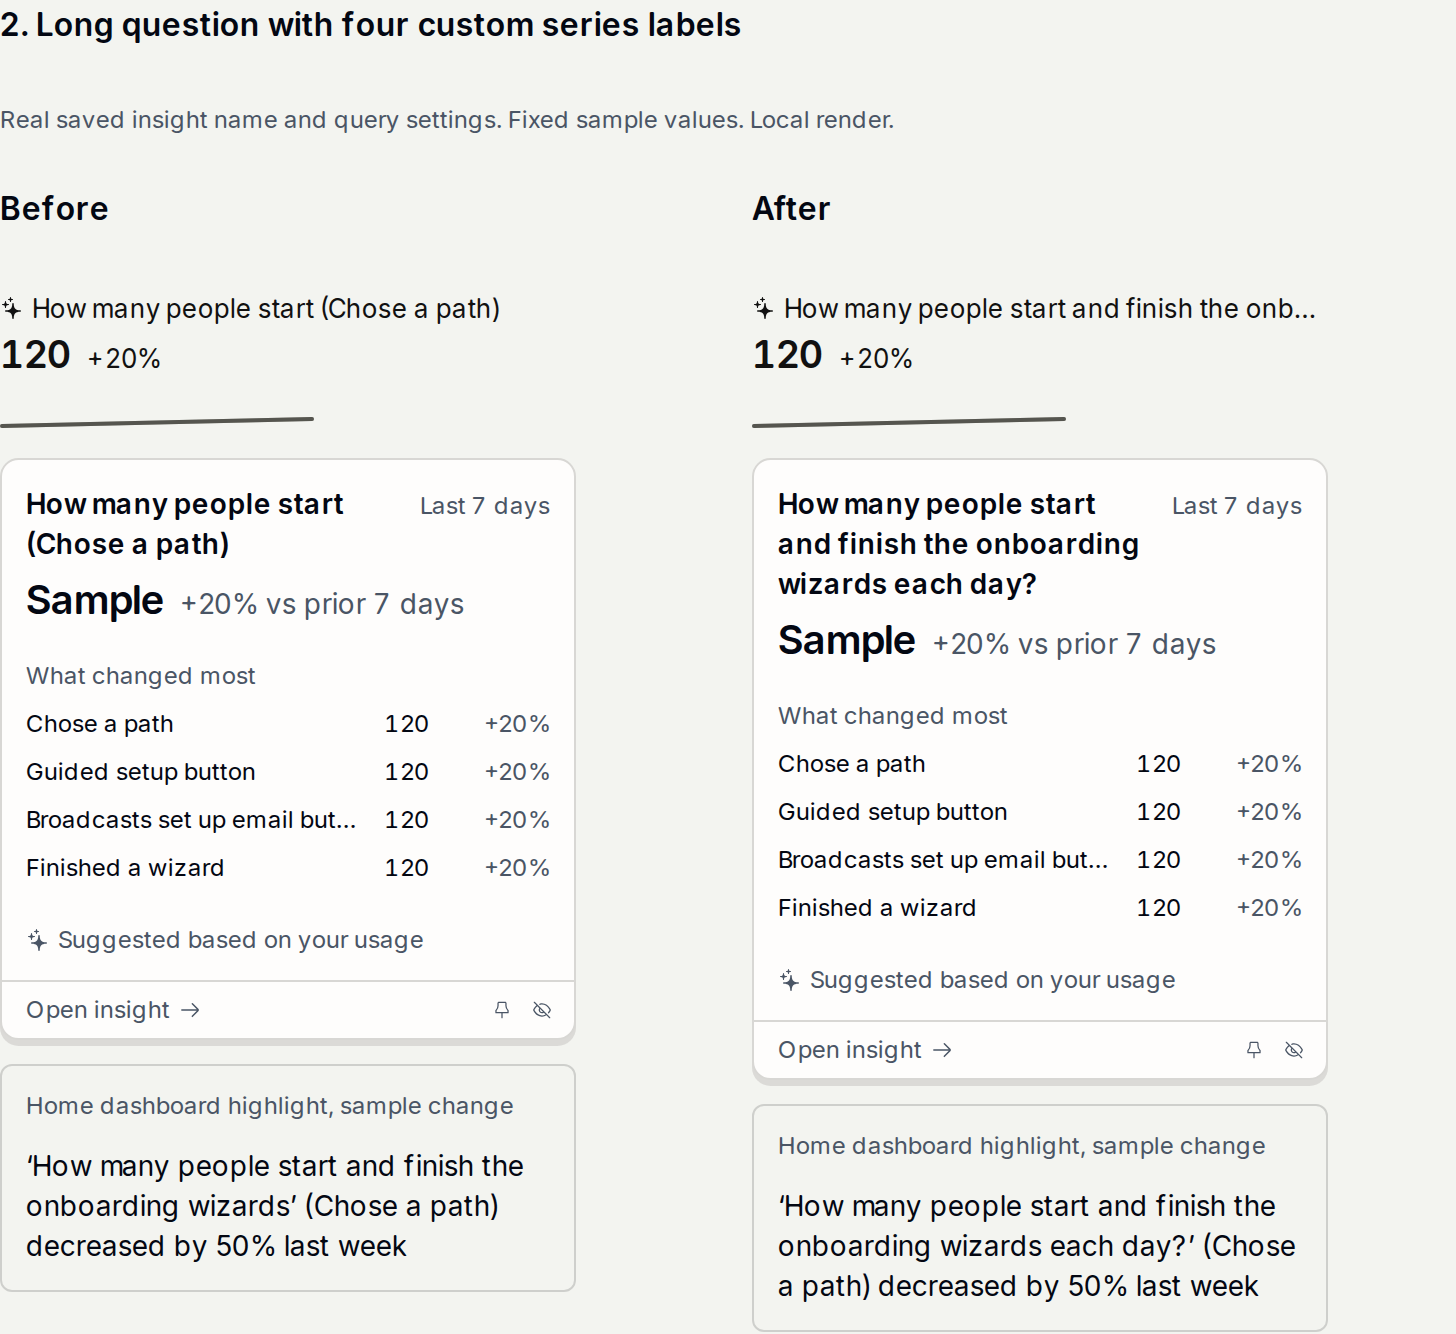 2. Long question with four custom series labels
Real saved insight name and query settings. Fixed sample values. Local render.
Before
How many people start (Chose a path)
120 +20%
How many people start
(Chose a path)
Last 7 days
Sample +20% vs prior 7 days
What changed most
Chose a path 120 +20%
Guided setup button 120 +20%
Broadcasts set up email but... 120 +20%
Finished a wizard 120 +20%
Suggested based on your usage
Open insight →
Home dashboard highlight, sample change
‘How many people start and finish the
onboarding wizards’ (Chose a path)
decreased by 50% last week
After
How many people start and finish the onb...
120 +20%
How many people start
and finish the onboarding
wizards each day?
Last 7 days
Sample +20% vs prior 7 days
What changed most
Chose a path 120 +20%
Guided setup button 120 +20%
Broadcasts set up email but... 120 +20%
Finished a wizard 120 +20%
Suggested based on your usage
Open insight →
Home dashboard highlight, sample change
‘How many people start and finish the
onboarding wizards each day?’ (Chose
a path) decreased by 50% last week